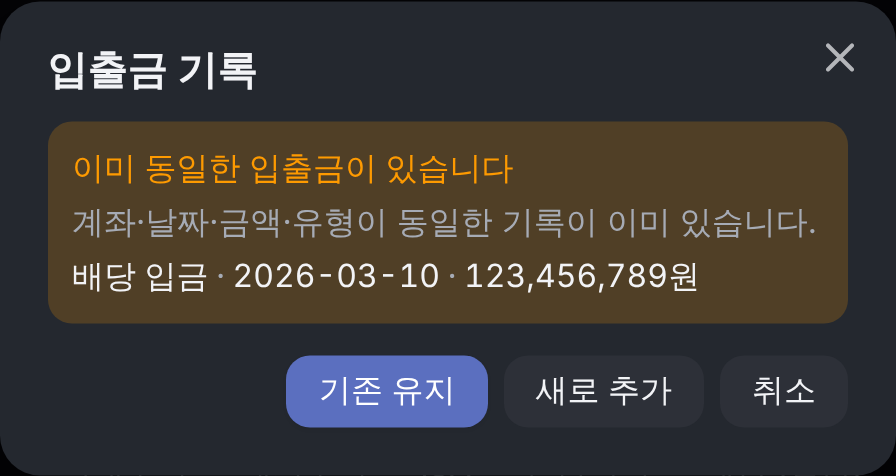 입출금 기록
이미 동일한 입출금이 있습니다
계좌·날짜·금액·유형이 동일한 기록이 이미 있습니다.
배당 입금 · 2026-03-10 · 123,456,789원
기존 유지
새로 추가
취소